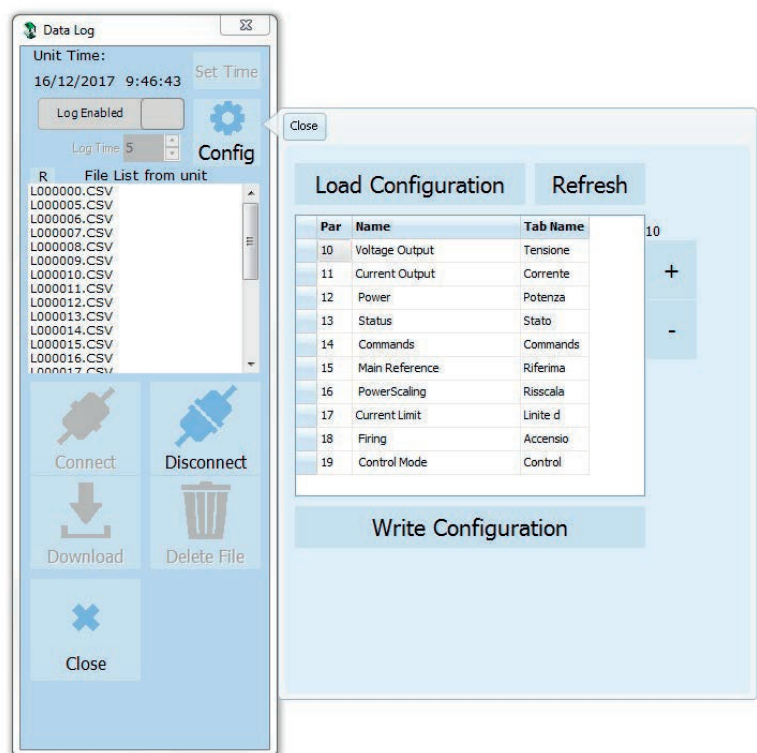 Data Log
Unit Time:
16/12/2017 9:46:43
Set Time
Log Enabled
Log Time 5
Config
R File List from unit
L000000.CSV
L000005.CSV
L000006.CSV
L000007.CSV
L000008.CSV
L000009.CSV
L000010.CSV
L000011.CSV
L000012.CSV
L000013.CSV
L000014.CSV
L000015.CSV
L000016.CSV
L000017.CSV
Connect
Disconnect
Download
Delete File
Close
Close
Load Configuration
Refresh
Par Name Tab Name
10
10 Voltage Output Tensione
11 Current Output Corrente
12 Power Potenza
13 Status Stato
14 Commands Commands
15 Main Reference Riferima
16 PowerScaling Risscala
17 Current Limit Linite d
18 Firing Accensio
19 Control Mode Control
+
-
Write Configuration